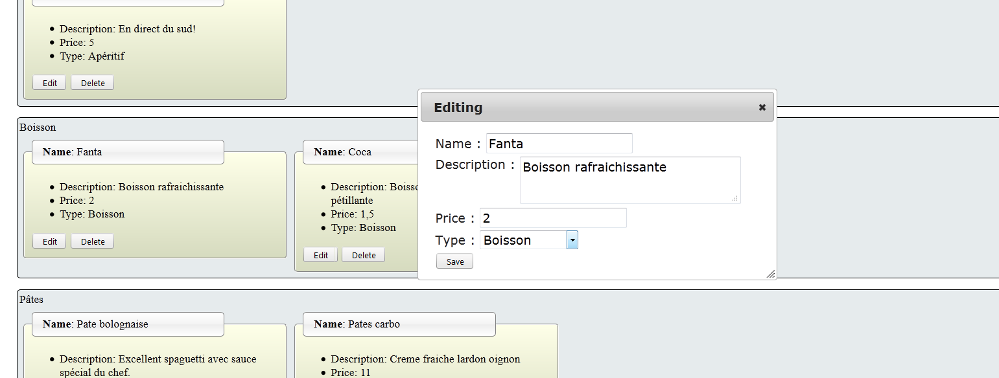 Description: En direct du sud!
Price: 5
Type: Apéritif
Edit Delete
Boisson
Name: Fanta
Description: Boisson rafraichissante
Price: 2
Type: Boisson
Edit Delete
Name: Coca
Description:
pétillante
Price: 1,5
Type: Boisson
Edit Delete
Editing
Name : Fanta
Description : Boisson rafraichissante
Price : 2
Type : Boisson
Save
Pâtes
Name: Pate bolognaise
Description: Excellent spaguetti avec sauce
spécial du chef.
Name: Pates carbo
Description: Creme fraiche lardon oignon
Price: 11